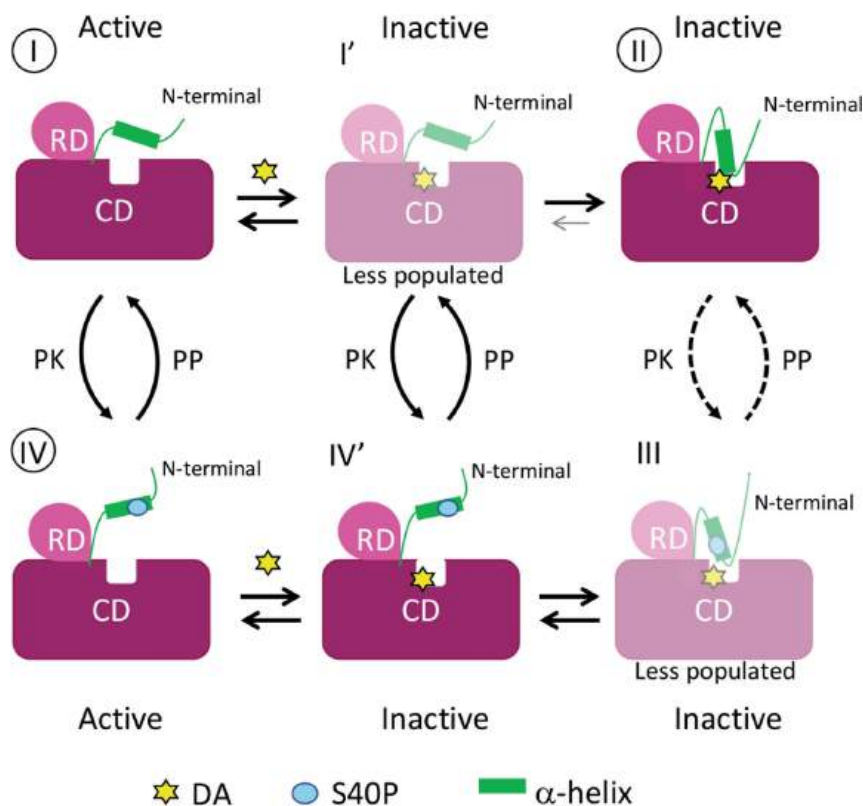 Active
Inactive
Inactive
I
I'
II
N-terminal
N-terminal
N-terminal
RD
RD
RD
CD
CD
CD
Less populated
PK
PP
PK
PP
PK
PP
IV
IV'
III
N-terminal
N-terminal
N-terminal
RD
RD
RD
CD
CD
CD
Less populated
Active
Inactive
Inactive
DA
S40P
α-helix